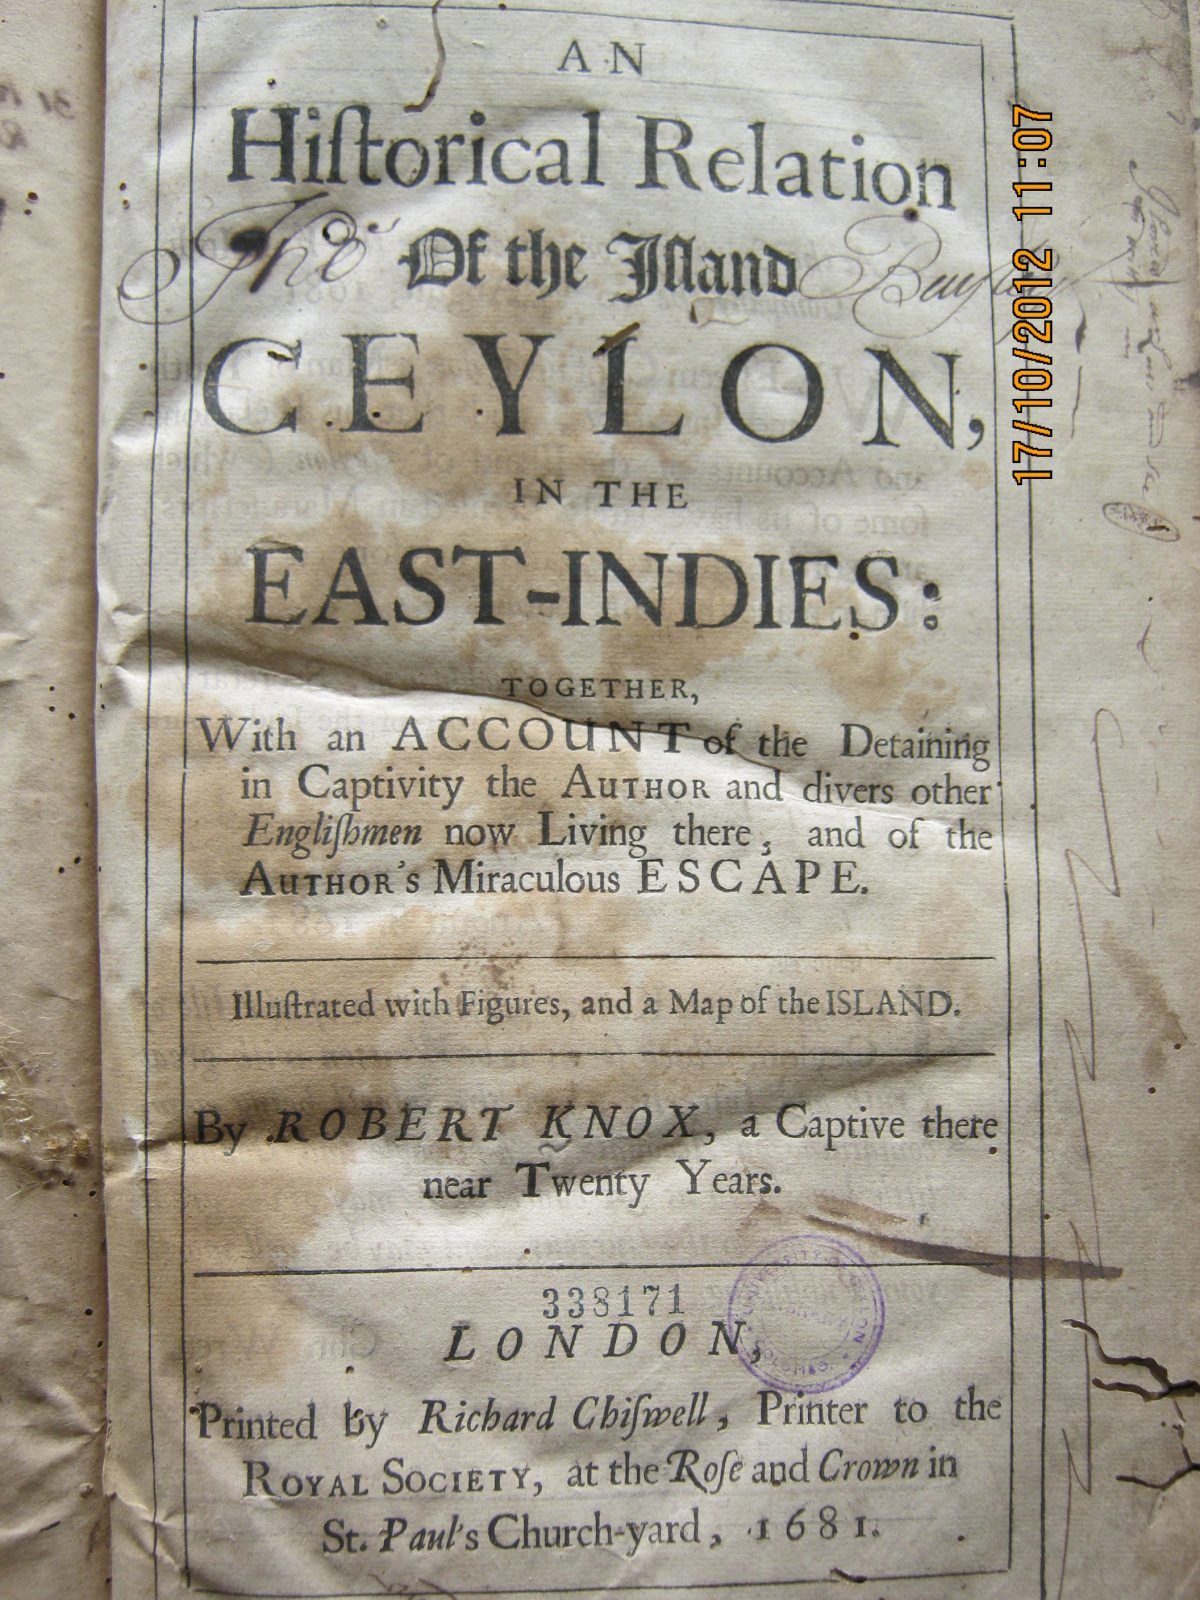 AN
Hiſtorical Relation
Tho Of the Iſland
CEYLON,
IN THE
EAST-INDIES:
TOGETHER,
With an ACCOUNT of the Detaining
in Captivity the AUTHOR and divers other
Engliſhmen now Living there, and of the
AUTHOR's Miraculous ESCAPE.
Illuſtrated with Figures, and a Map of the ISLAND.
By ROBERT KNOX, a Captive there
near Twenty Years.
338171
LONDON,
Printed by Richard Chiſwell, Printer to the
ROYAL SOCIETY, at the Roſe and Crown in
St. Paul's Church-yard, 1681.
17/10/2012 11:07